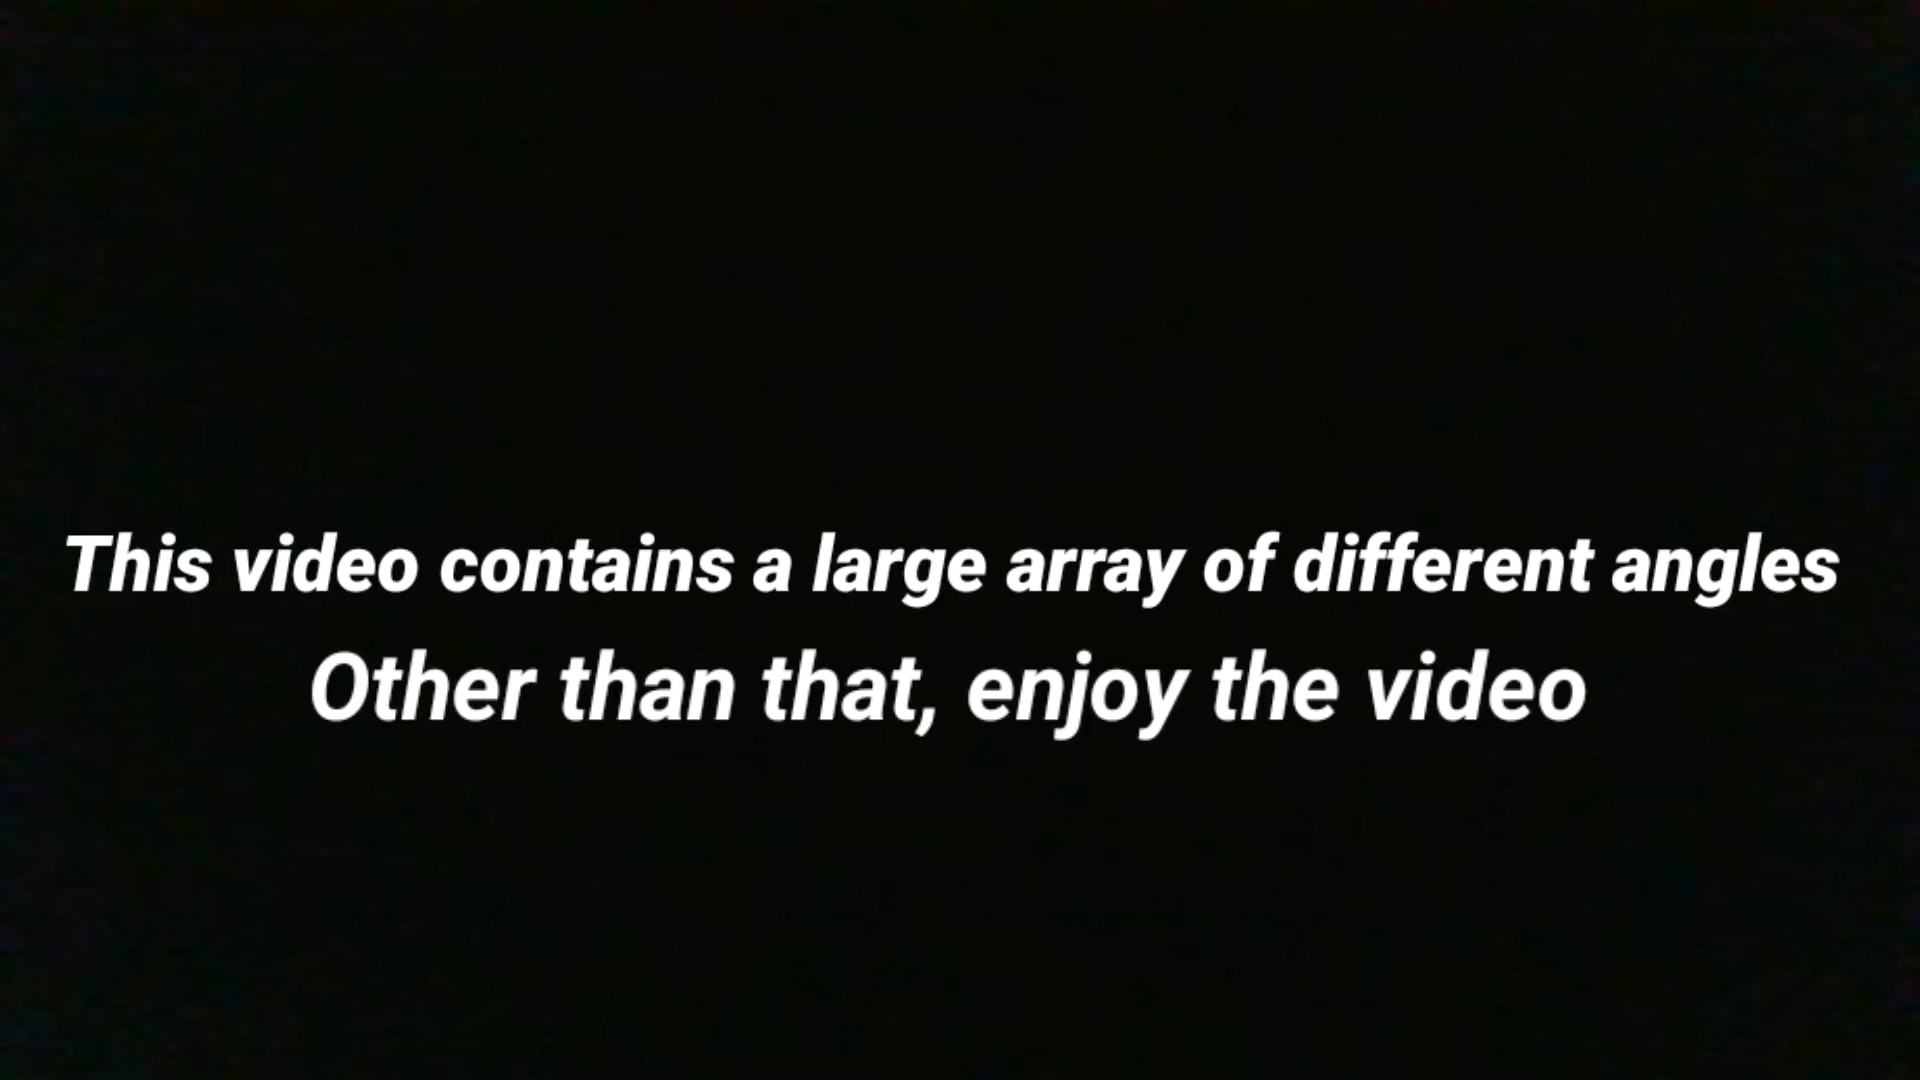 This video contains a large array of different angles
Other than that, enjoy the video